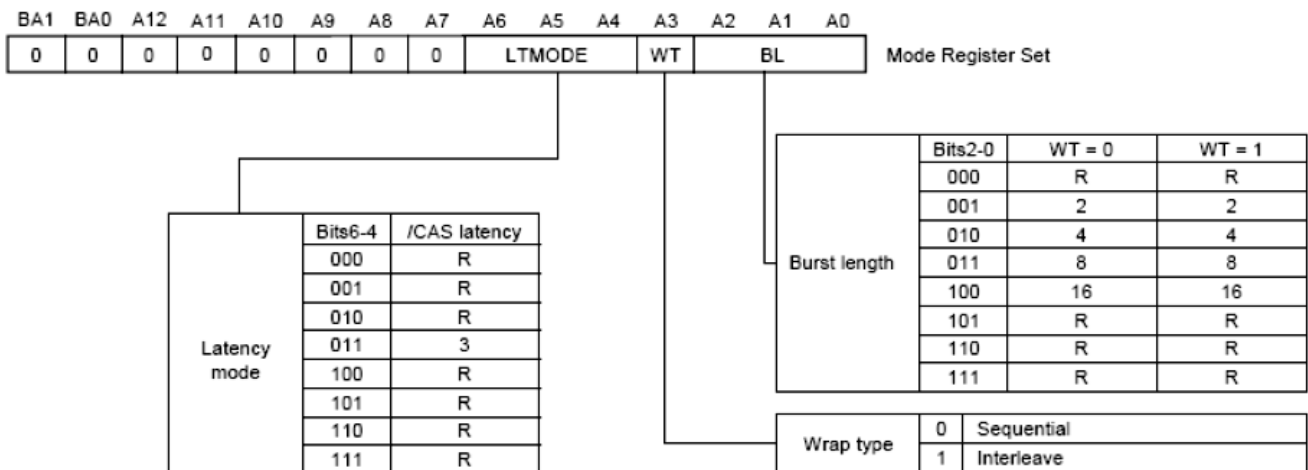 BA1 BA0 A12 A11 A10 A9 A8 A7 A6 A5 A4 A3 A2 A1 A0
0 0 0 0 0 0 0 0 LTMODE WT BL Mode Register Set
Burst length
Bits2-0 WT = 0 WT = 1
000 R R
001 2 2
010 4 4
011 8 8
100 16 16
101 R R
110 R R
111 R R
Latency
mode
Bits6-4 /CAS latency
000 R
001 R
010 R
011 3
100 R
101 R
110 R
111 R
Wrap type
0 Sequential
1 Interleave